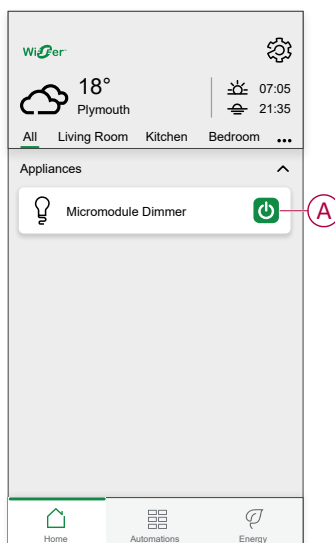 Wiser
18°
Plymouth
07:05
21:35
All Living Room Kitchen Bedroom ...
Appliances
Micromodule Dimmer
A
Home Automations Energy